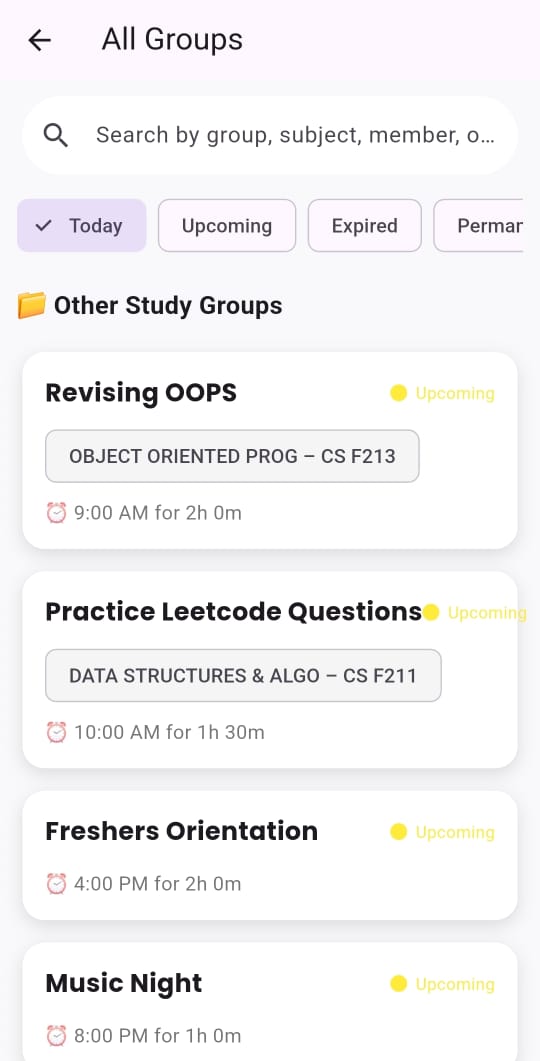 All Groups
Search by group, subject, member, o...
Today Upcoming Expired Perman
Other Study Groups
Revising OOPS Upcoming
OBJECT ORIENTED PROG – CS F213
9:00 AM for 2h 0m
Practice Leetcode Questions Upcoming
DATA STRUCTURES & ALGO – CS F211
10:00 AM for 1h 30m
Freshers Orientation Upcoming
4:00 PM for 2h 0m
Music Night Upcoming
8:00 PM for 1h 0m